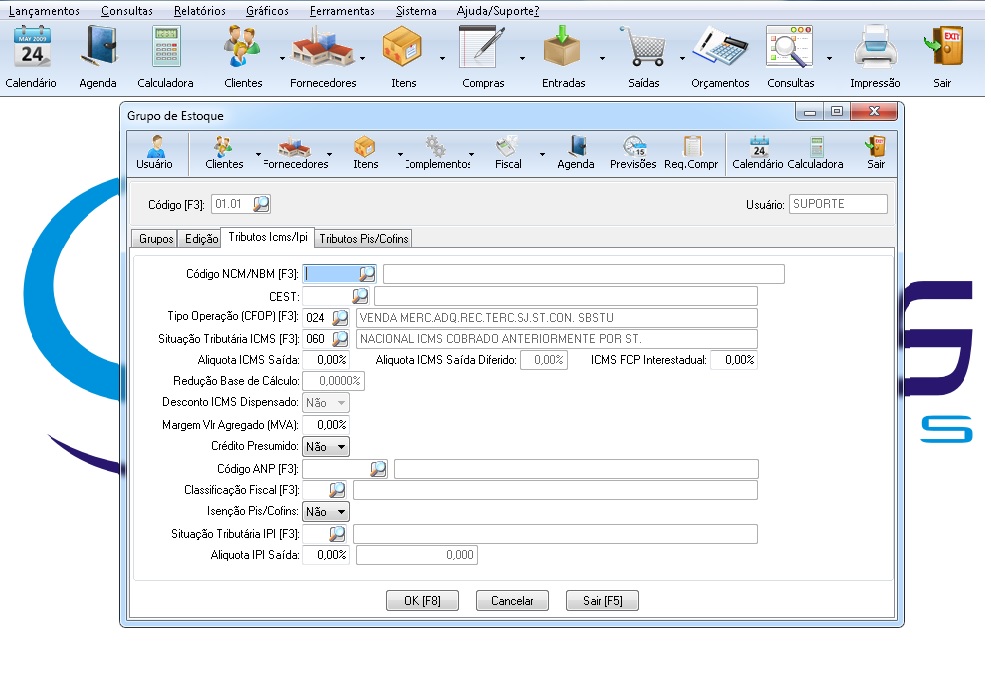 Lançamentos Consultas Relatórios Gráficos Ferramentas Sistema Ajuda/Suporte?
MAY 2009
24
EXIT
Calendário Agenda Calculadora Clientes Fornecedores Itens Compras Entradas Saídas Orçamentos Consultas Impressão Sair
Grupo de Estoque
24
15
Usuário Clientes Fornecedores Itens Complementos Fiscal Agenda Previsões Req.Compr Calendário Calculadora Sair
Código [F3]: 01.01 Usuário: SUPORTE
Grupos Edição Tributos Icms/Ipi Tributos Pis/Cofins
Código NCM/NBM [F3]:
CEST:
Tipo Operação (CFOP) [F3]: 024 VENDA MERC.ADQ.REC.TERC.SJ.ST.CON. SBSTU
Situação Tributária ICMS [F3]: 060 NACIONAL ICMS COBRADO ANTERIORMENTE POR ST.
Aliquota ICMS Saída: 0,00% Aliquota ICMS Saída Diferido: 0,00% ICMS FCP Interestadual: 0,00%
Redução Base de Cálculo: 0,0000%
Desconto ICMS Dispensado: Não
Margem Vlr Agregado (MVA): 0,00%
Crédito Presumido: Não
Código ANP [F3]:
Classificação Fiscal [F3]:
Isenção Pis/Cofins: Não
Situação Tributária IPI [F3]:
Aliquota IPI Saída: 0,00% 0,000
OK [F8] Cancelar Sair [F5]
S